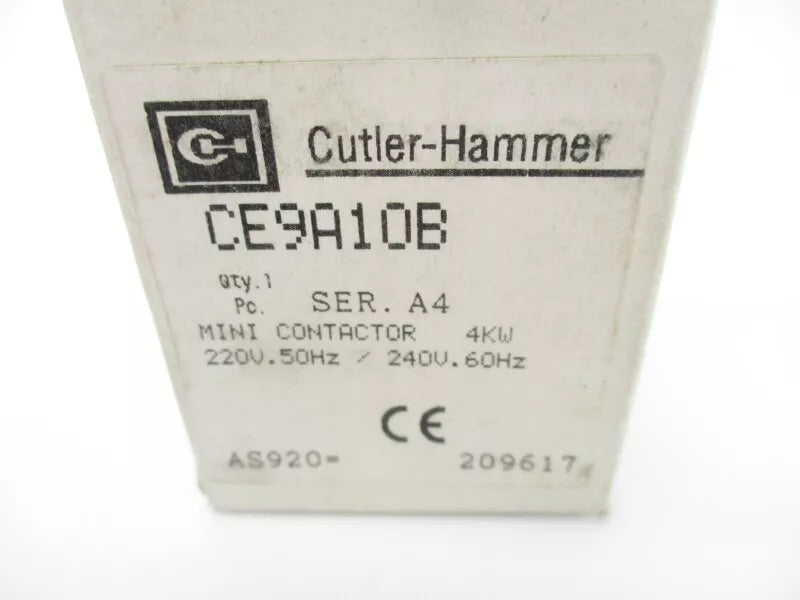 Cutler-Hammer
CE9A10B
Qty.1
Pc. SER. A4
MINI CONTACTOR 4KW
220V.50Hz / 240V.60Hz
CE
AS920= 209617